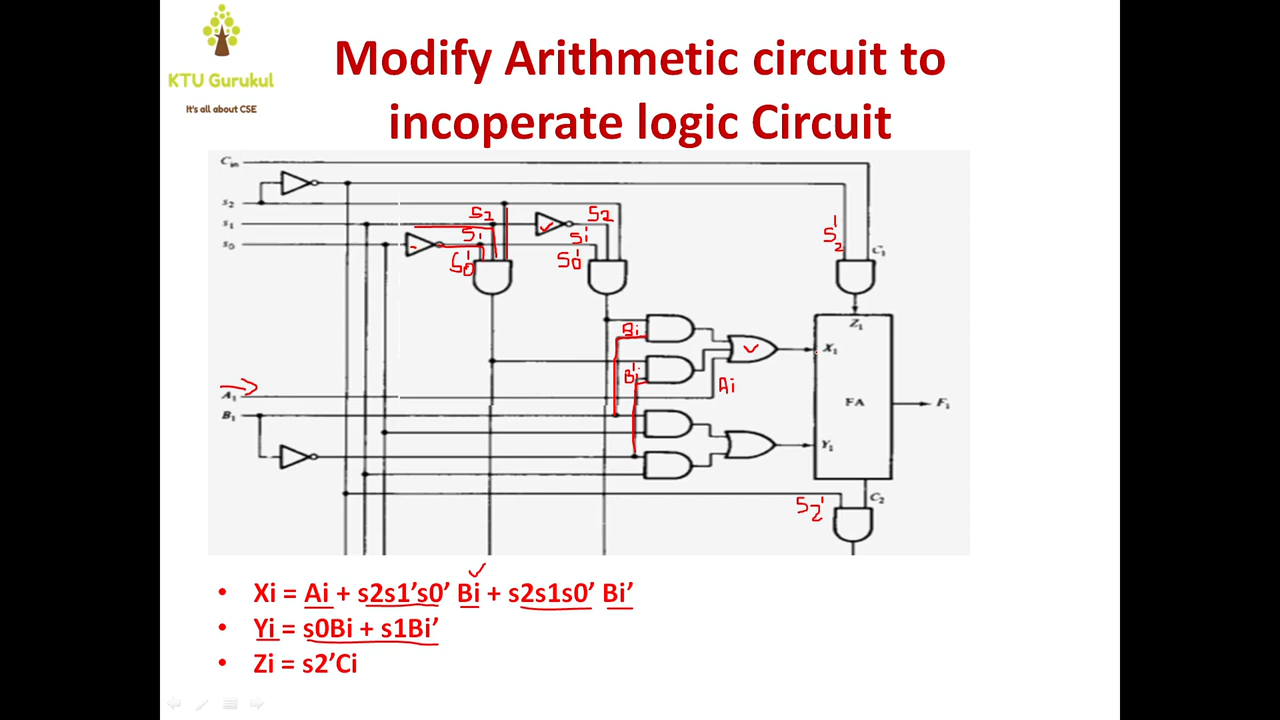 KTU Gurukul
It's all about CSE
Modify Arithmetic circuit to
incoperate logic Circuit
Cin
s2
s1
s0
S2
S1
S0'
S2
S1'
S0'
S2'
C1
Z1
Bi
X1
Bi'
Ai
A1
B1
FA
F1
Y1
S2'
C2
• Xi = Ai + s2s1's0' Bi + s2s1s0' Bi'
• Yi = s0Bi + s1Bi'
• Zi = s2'Ci